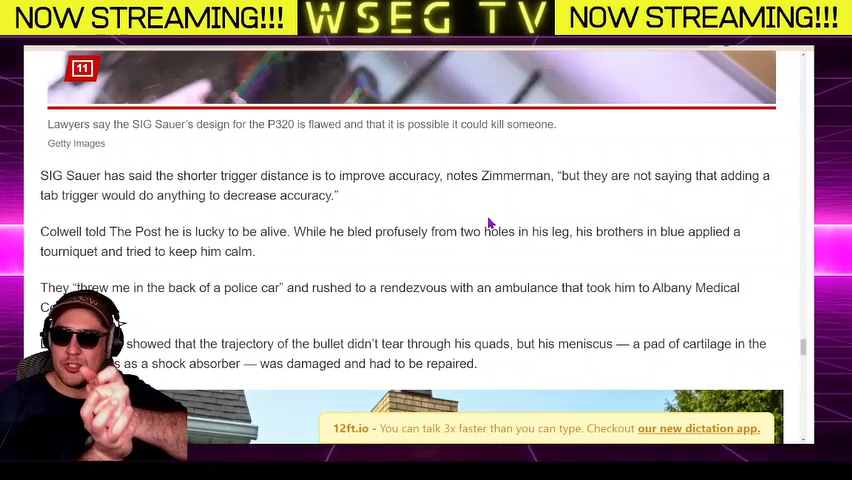 NOW STREAMING!!! WSEG TV NOW STREAMING!!!
11
Lawyers say the SIG Sauer's design for the P320 is flawed and that it is possible it could kill someone.
Getty Images
SIG Sauer has said the shorter trigger distance is to improve accuracy, notes Zimmerman, “but they are not saying that adding a
tab trigger would do anything to decrease accuracy.”
Colwell told The Post he is lucky to be alive. While he bled profusely from two holes in his leg, his brothers in blue applied a
tourniquet and tried to keep him calm.
They “threw me in the back of a police car” and rushed to a rendezvous with an ambulance that took him to Albany Medical
showed that the trajectory of the bullet didn't tear through his quads, but his meniscus — a pad of cartilage in the
as a shock absorber — was damaged and had to be repaired.
12ft.io - You can talk 3x faster than you can type. Checkout our new dictation app.